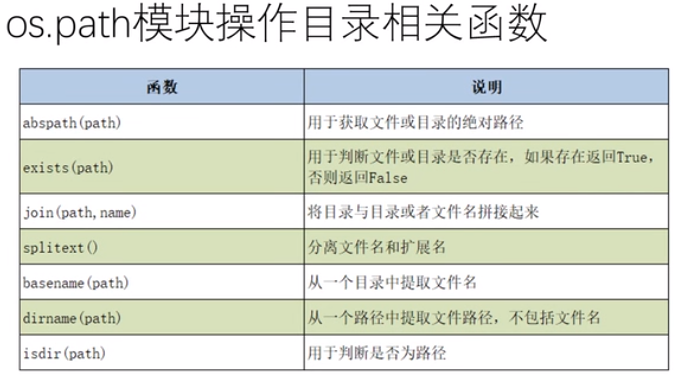 os.path模块操作目录相关函数
函数 说明
abspath(path) 用于获取文件或目录的绝对路径
exists(path) 用于判断文件或目录是否存在，如果存在返回True，
否则返回False
join(path,name) 将目录与目录或者文件名拼接起来
splitext() 分离文件名和扩展名
basename(path) 从一个目录中提取文件名
dirname(path) 从一个路径中提取文件路径，不包括文件名
isdir(path) 用于判断是否为路径